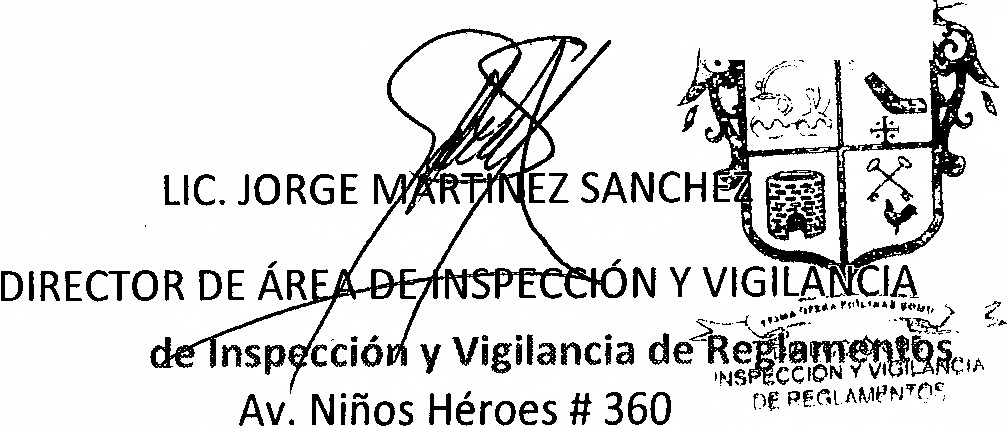 LIC. JORGE MARTINEZ SANCHEZ
DIRECTOR DE ÁREA DE INSPECCIÓN Y VIGILANCIA
de Inspección y Vigilancia de Reglamentos
INSPECCION Y VIGILANCIA
DE REGLAMENTOS
Av. Niños Héroes # 360